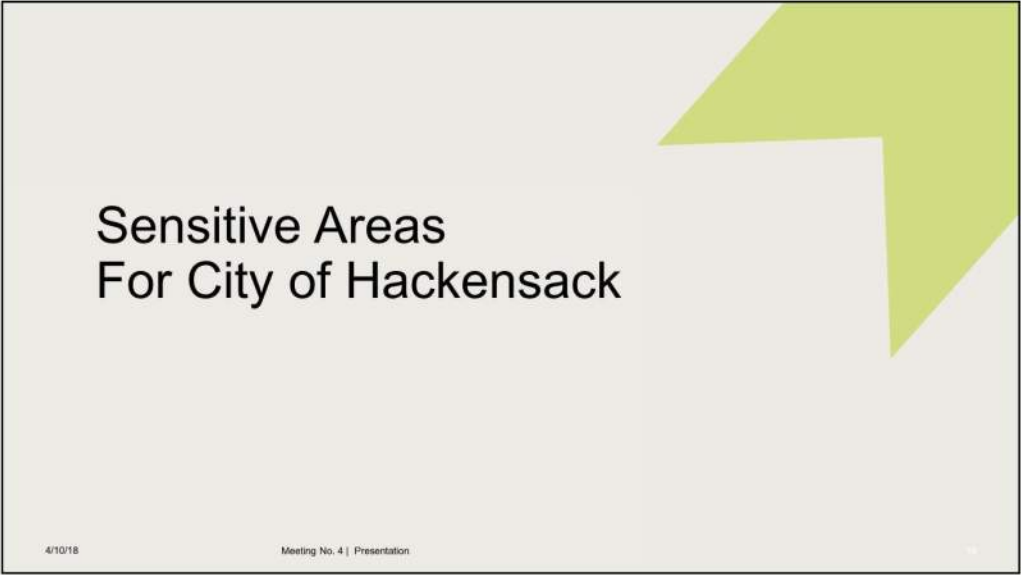 Sensitive Areas
For City of Hackensack
4/10/18
Meeting No. 4 | Presentation